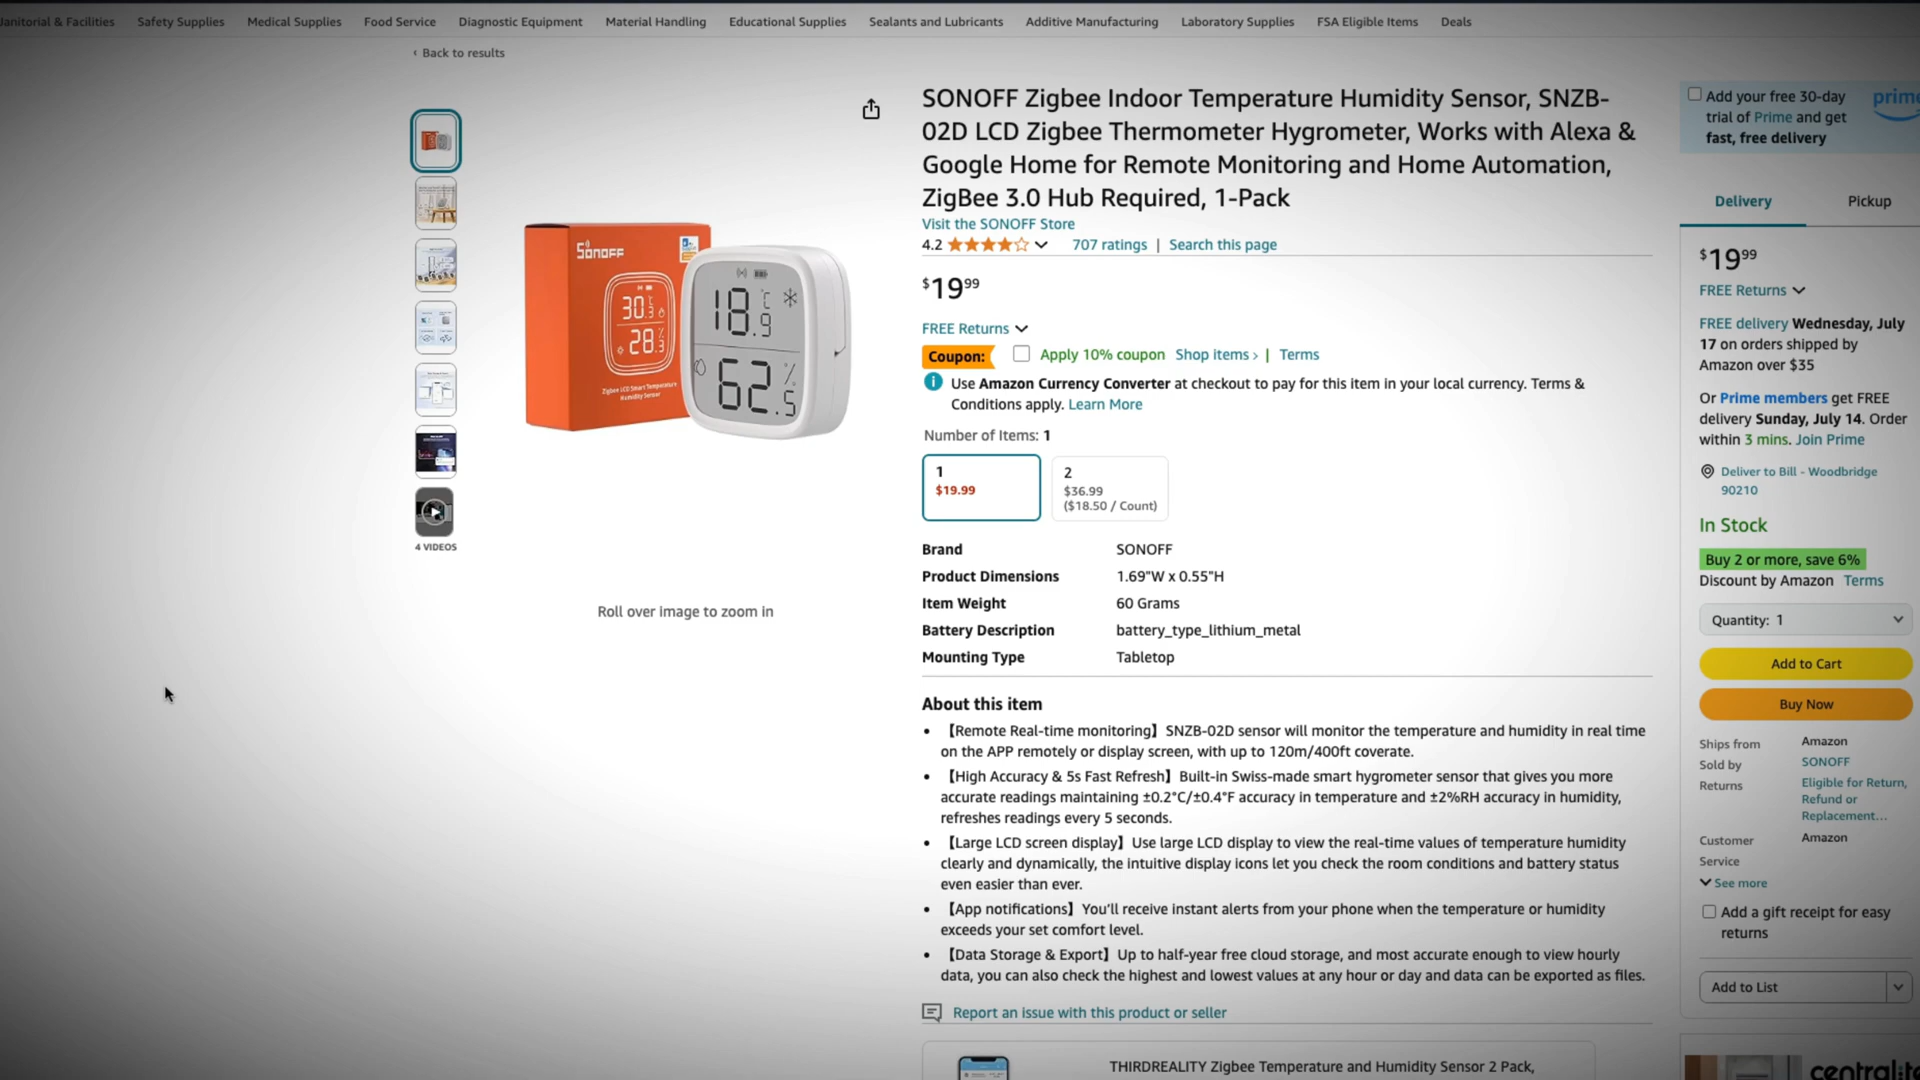 Janitorial & Facilities Safety Supplies Medical Supplies Food Service Diagnostic Equipment Material Handling Educational Supplies Sealants and Lubricants Additive Manufacturing Laboratory Supplies FSA Eligible Items Deals
‹ Back to results
SONOFF
30.3 °C
28.3 %
Zigbee LCD Smart Temperature
Humidity Sensor
18.9 °C
62.5 %
4 VIDEOS
Roll over image to zoom in
SONOFF Zigbee Indoor Temperature Humidity Sensor, SNZB-
02D LCD Zigbee Thermometer Hygrometer, Works with Alexa &
Google Home for Remote Monitoring and Home Automation,
ZigBee 3.0 Hub Required, 1-Pack
Visit the SONOFF Store
4.2 707 ratings | Search this page
$1999
FREE Returns
Coupon: Apply 10% coupon Shop items › | Terms
Use Amazon Currency Converter at checkout to pay for this item in your local currency. Terms &
Conditions apply. Learn More
Number of Items: 1
1
$19.99
2
$36.99
($18.50 / Count)
Brand SONOFF
Product Dimensions 1.69"W x 0.55"H
Item Weight 60 Grams
Battery Description battery_type_lithium_metal
Mounting Type Tabletop
About this item
• 【Remote Real-time monitoring】SNZB-02D sensor will monitor the temperature and humidity in real time
on the APP remotely or display screen, with up to 120m/400ft coverate.
• 【High Accuracy & 5s Fast Refresh】Built-in Swiss-made smart hygrometer sensor that gives you more
accurate readings maintaining ±0.2°C/±0.4°F accuracy in temperature and ±2%RH accuracy in humidity,
refreshes readings every 5 seconds.
• 【Large LCD screen display】Use large LCD display to view the real-time values of temperature humidity
clearly and dynamically, the intuitive display icons let you check the room conditions and battery status
even easier than ever.
• 【App notifications】You'll receive instant alerts from your phone when the temperature or humidity
exceeds your set comfort level.
• 【Data Storage & Export】Up to half-year free cloud storage, and most accurate enough to view hourly
data, you can also check the highest and lowest values at any hour or day and data can be exported as files.
Report an issue with this product or seller
THIRDREALITY Zigbee Temperature and Humidity Sensor 2 Pack,
Add your free 30-day
trial of Prime and get
fast, free delivery
prime
Delivery Pickup
$1999
FREE Returns
FREE delivery Wednesday, July
17 on orders shipped by
Amazon over $35
Or Prime members get FREE
delivery Sunday, July 14. Order
within 3 mins. Join Prime
Deliver to Bill - Woodbridge
90210
In Stock
Buy 2 or more, save 6%
Discount by Amazon Terms
Quantity: 1
Add to Cart
Buy Now
Ships from Amazon
Sold by SONOFF
Returns Eligible for Return,
Refund or
Replacement...
Customer
Service Amazon
See more
Add a gift receipt for easy
returns
Add to List
centralite